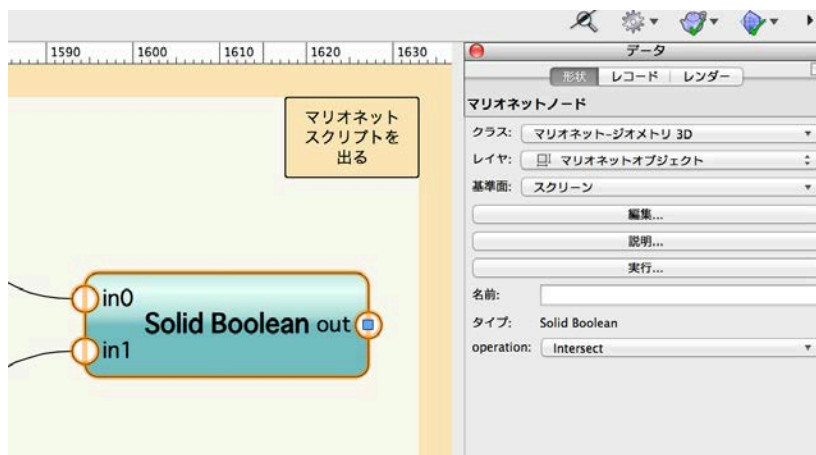 1590
1600
1610
1620
1630
マリオネット
スクリプトを
出る
in0
Solid Boolean
out
in1
データ
形状
レコード
レンダー
マリオネットノード
クラス: マリオネット-ジオメトリ 3D
レイヤ: マリオネットオブジェクト
基準面: スクリーン
編集...
説明...
実行...
名前:
タイプ: Solid Boolean
operation: Intersect